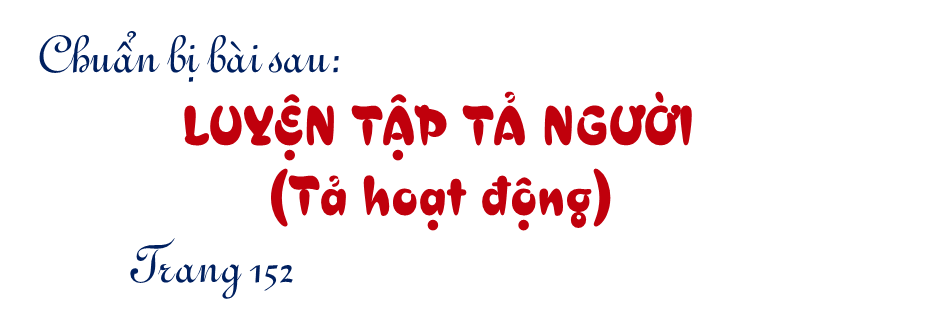 Chuẩn bị bài sau:
LUYỆN TẬP TẢ NGƯỜI
(Tả hoạt động)
Trang 152